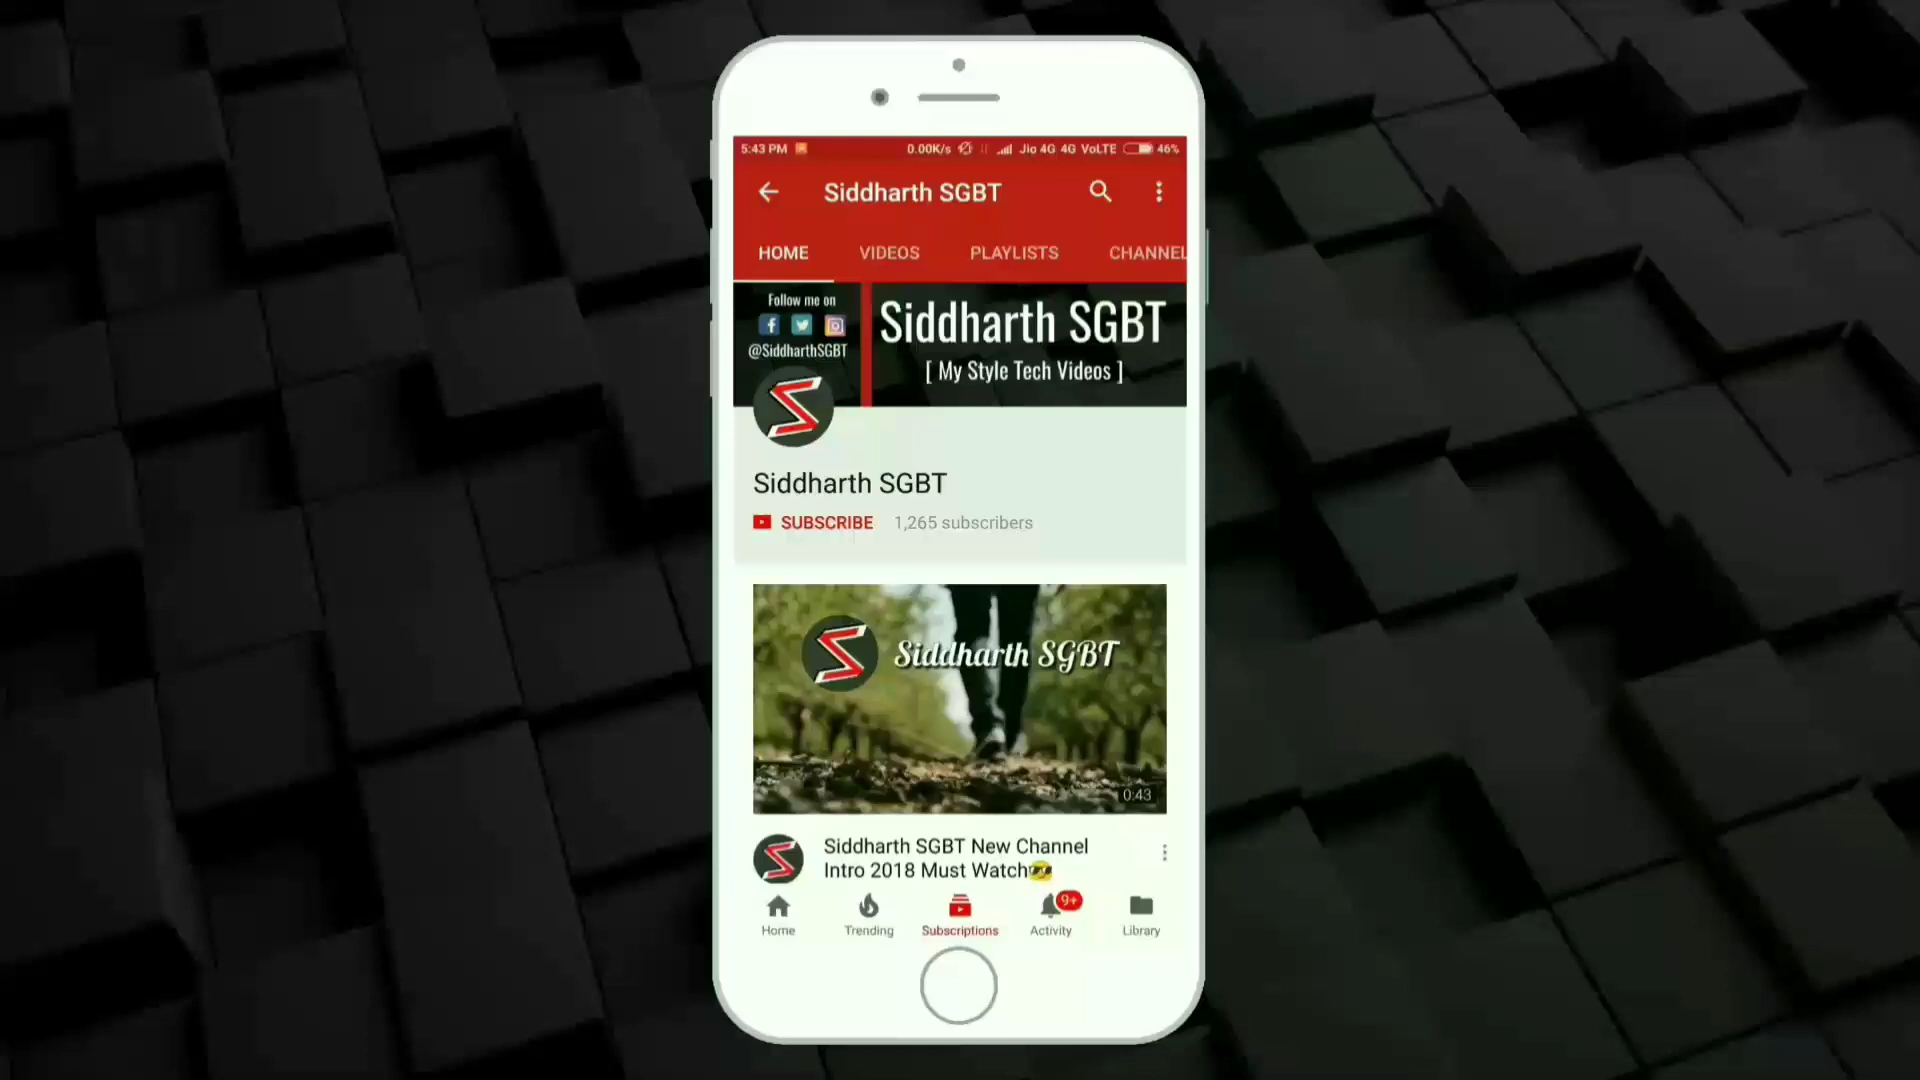 5:43 PM 0.00K/s Jio 4G 4G VoLTE 46%
Siddharth SGBT
HOME VIDEOS PLAYLISTS CHANNEL
Follow me on
@SiddharthSGBT
Siddharth SGBT
[ My Style Tech Videos ]
Siddharth SGBT
SUBSCRIBE 1,265 subscribers
Siddharth SGBT
0:43
Siddharth SGBT New Channel
Intro 2018 Must Watch😎
9+
Home Trending Subscriptions Activity Library